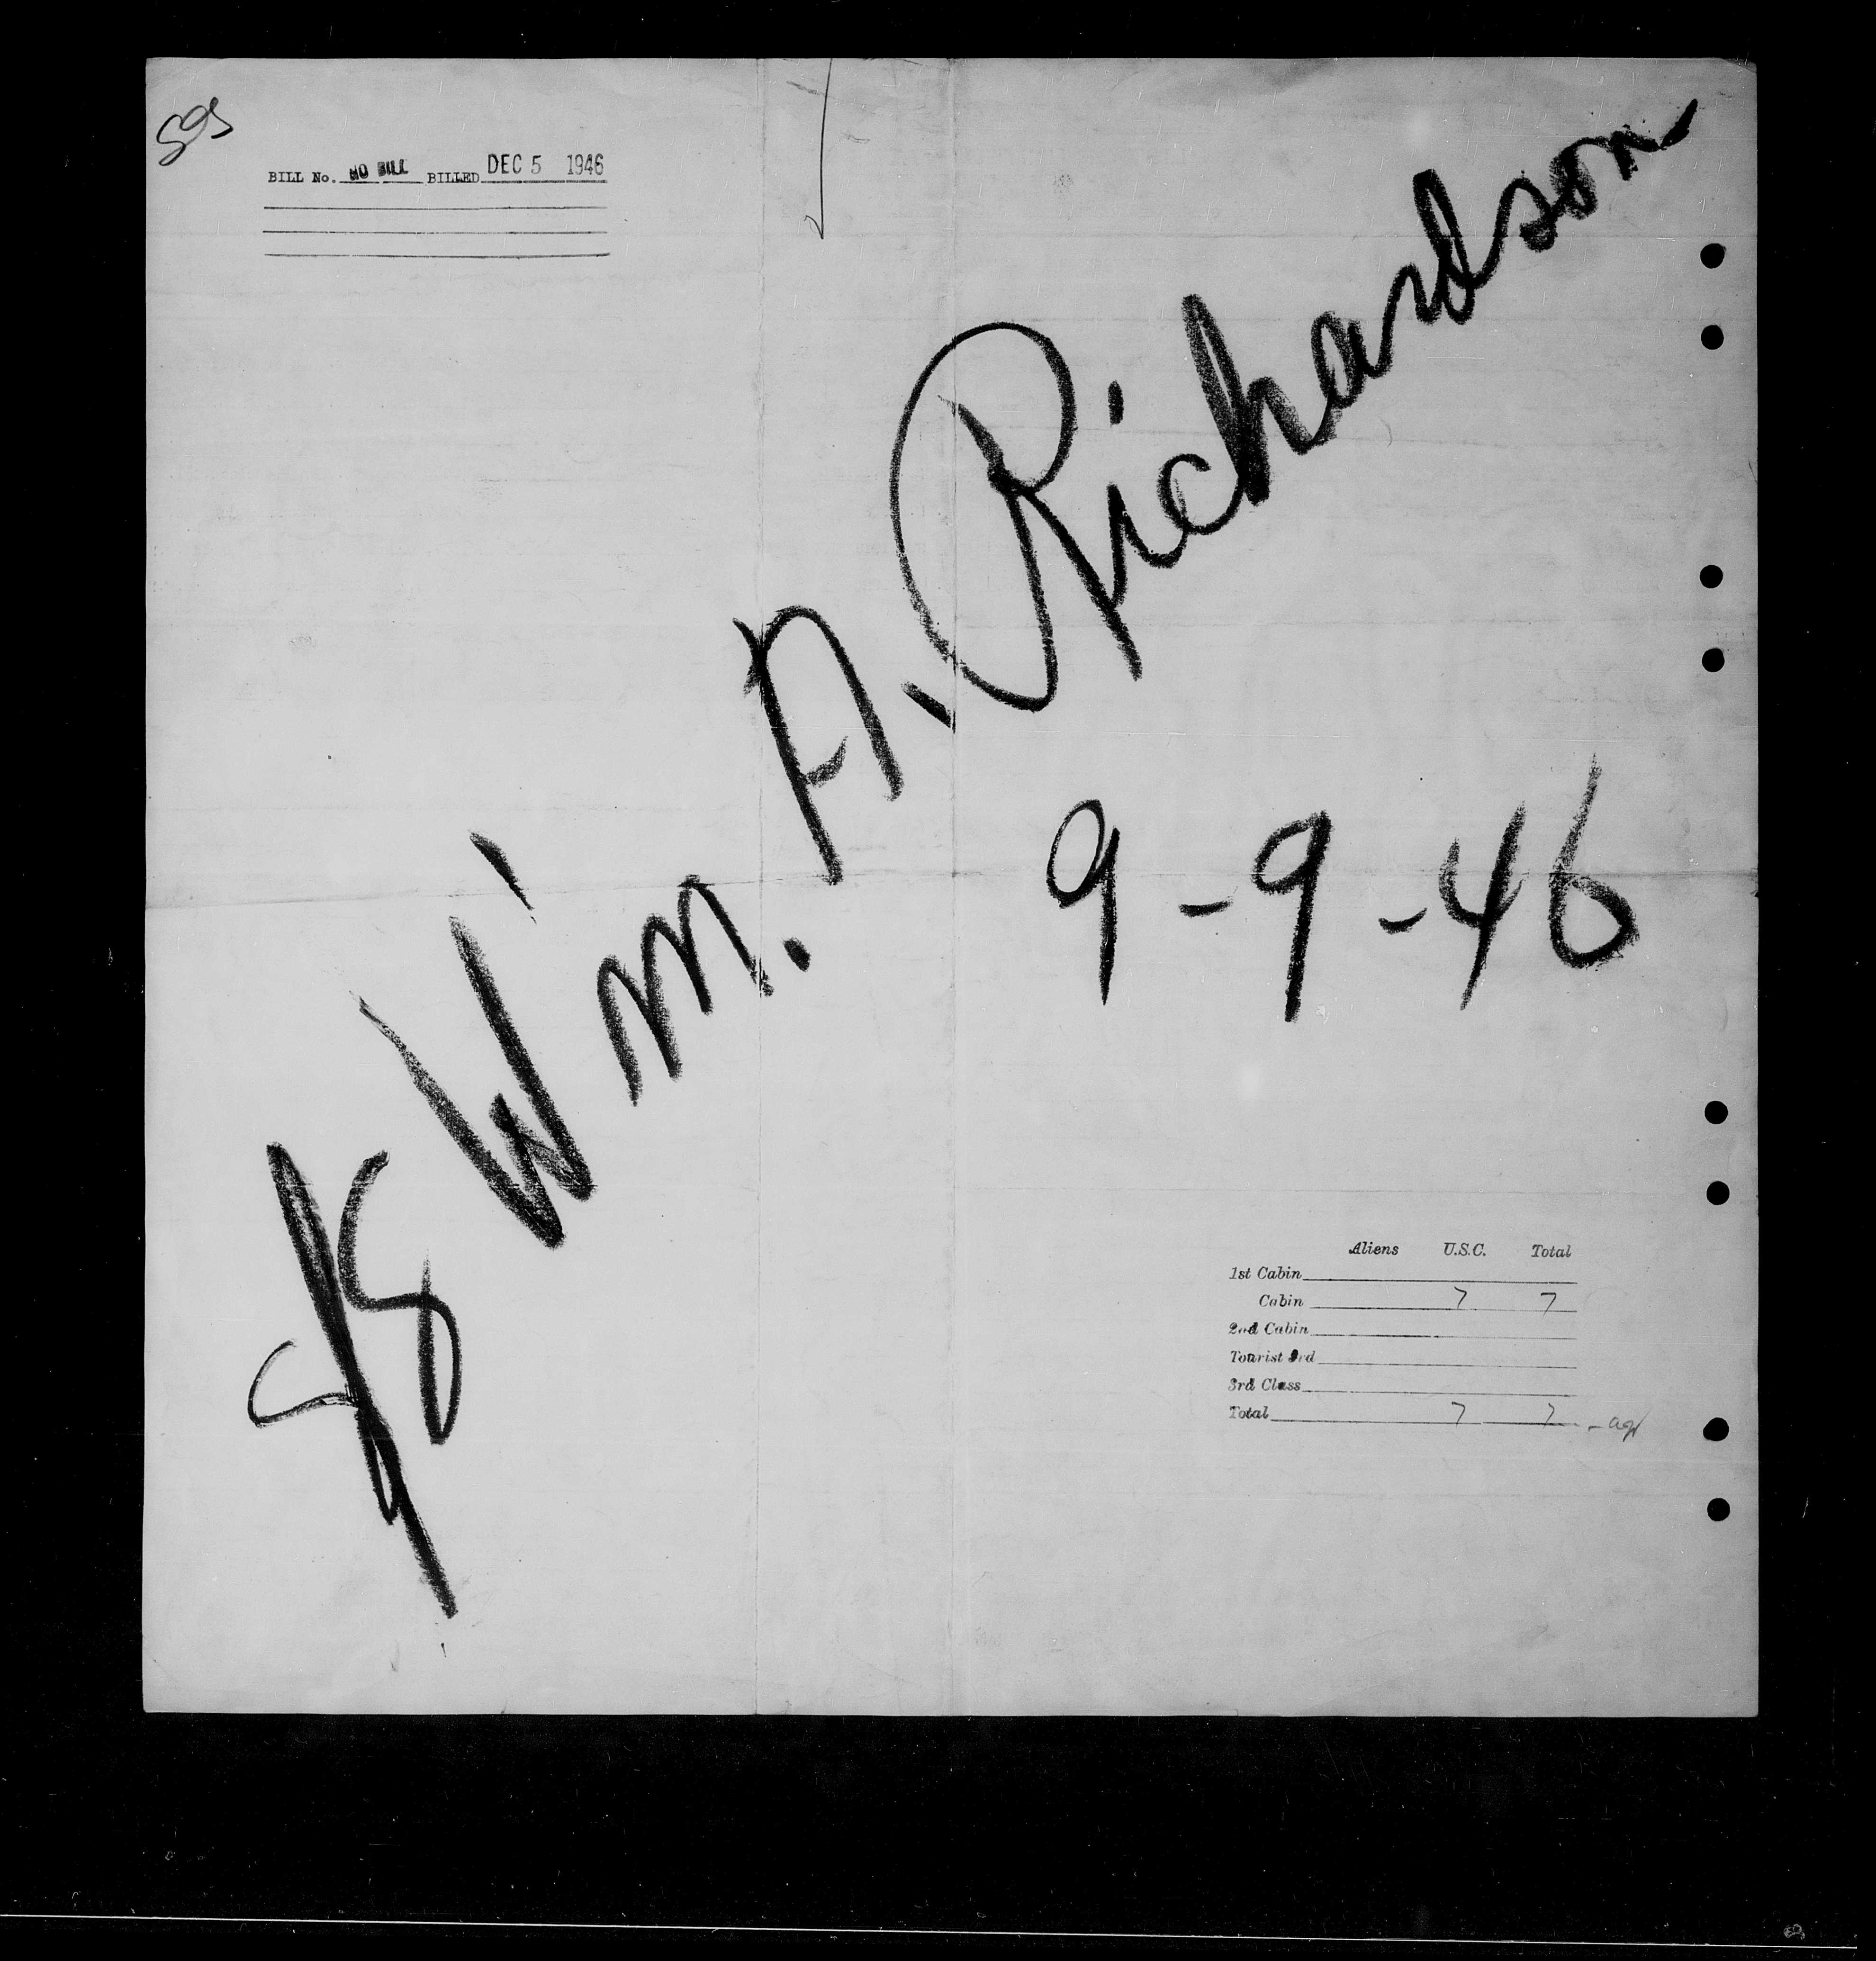 BILL No. NO BILL BILLED DEC 5 1946
SS Wm. A. Richardson
9-9-46
Aliens U.S.C. Total
1st Cabin
Cabin 7 7
2nd Cabin
Tourist 3rd
3rd Class
Total 7 7